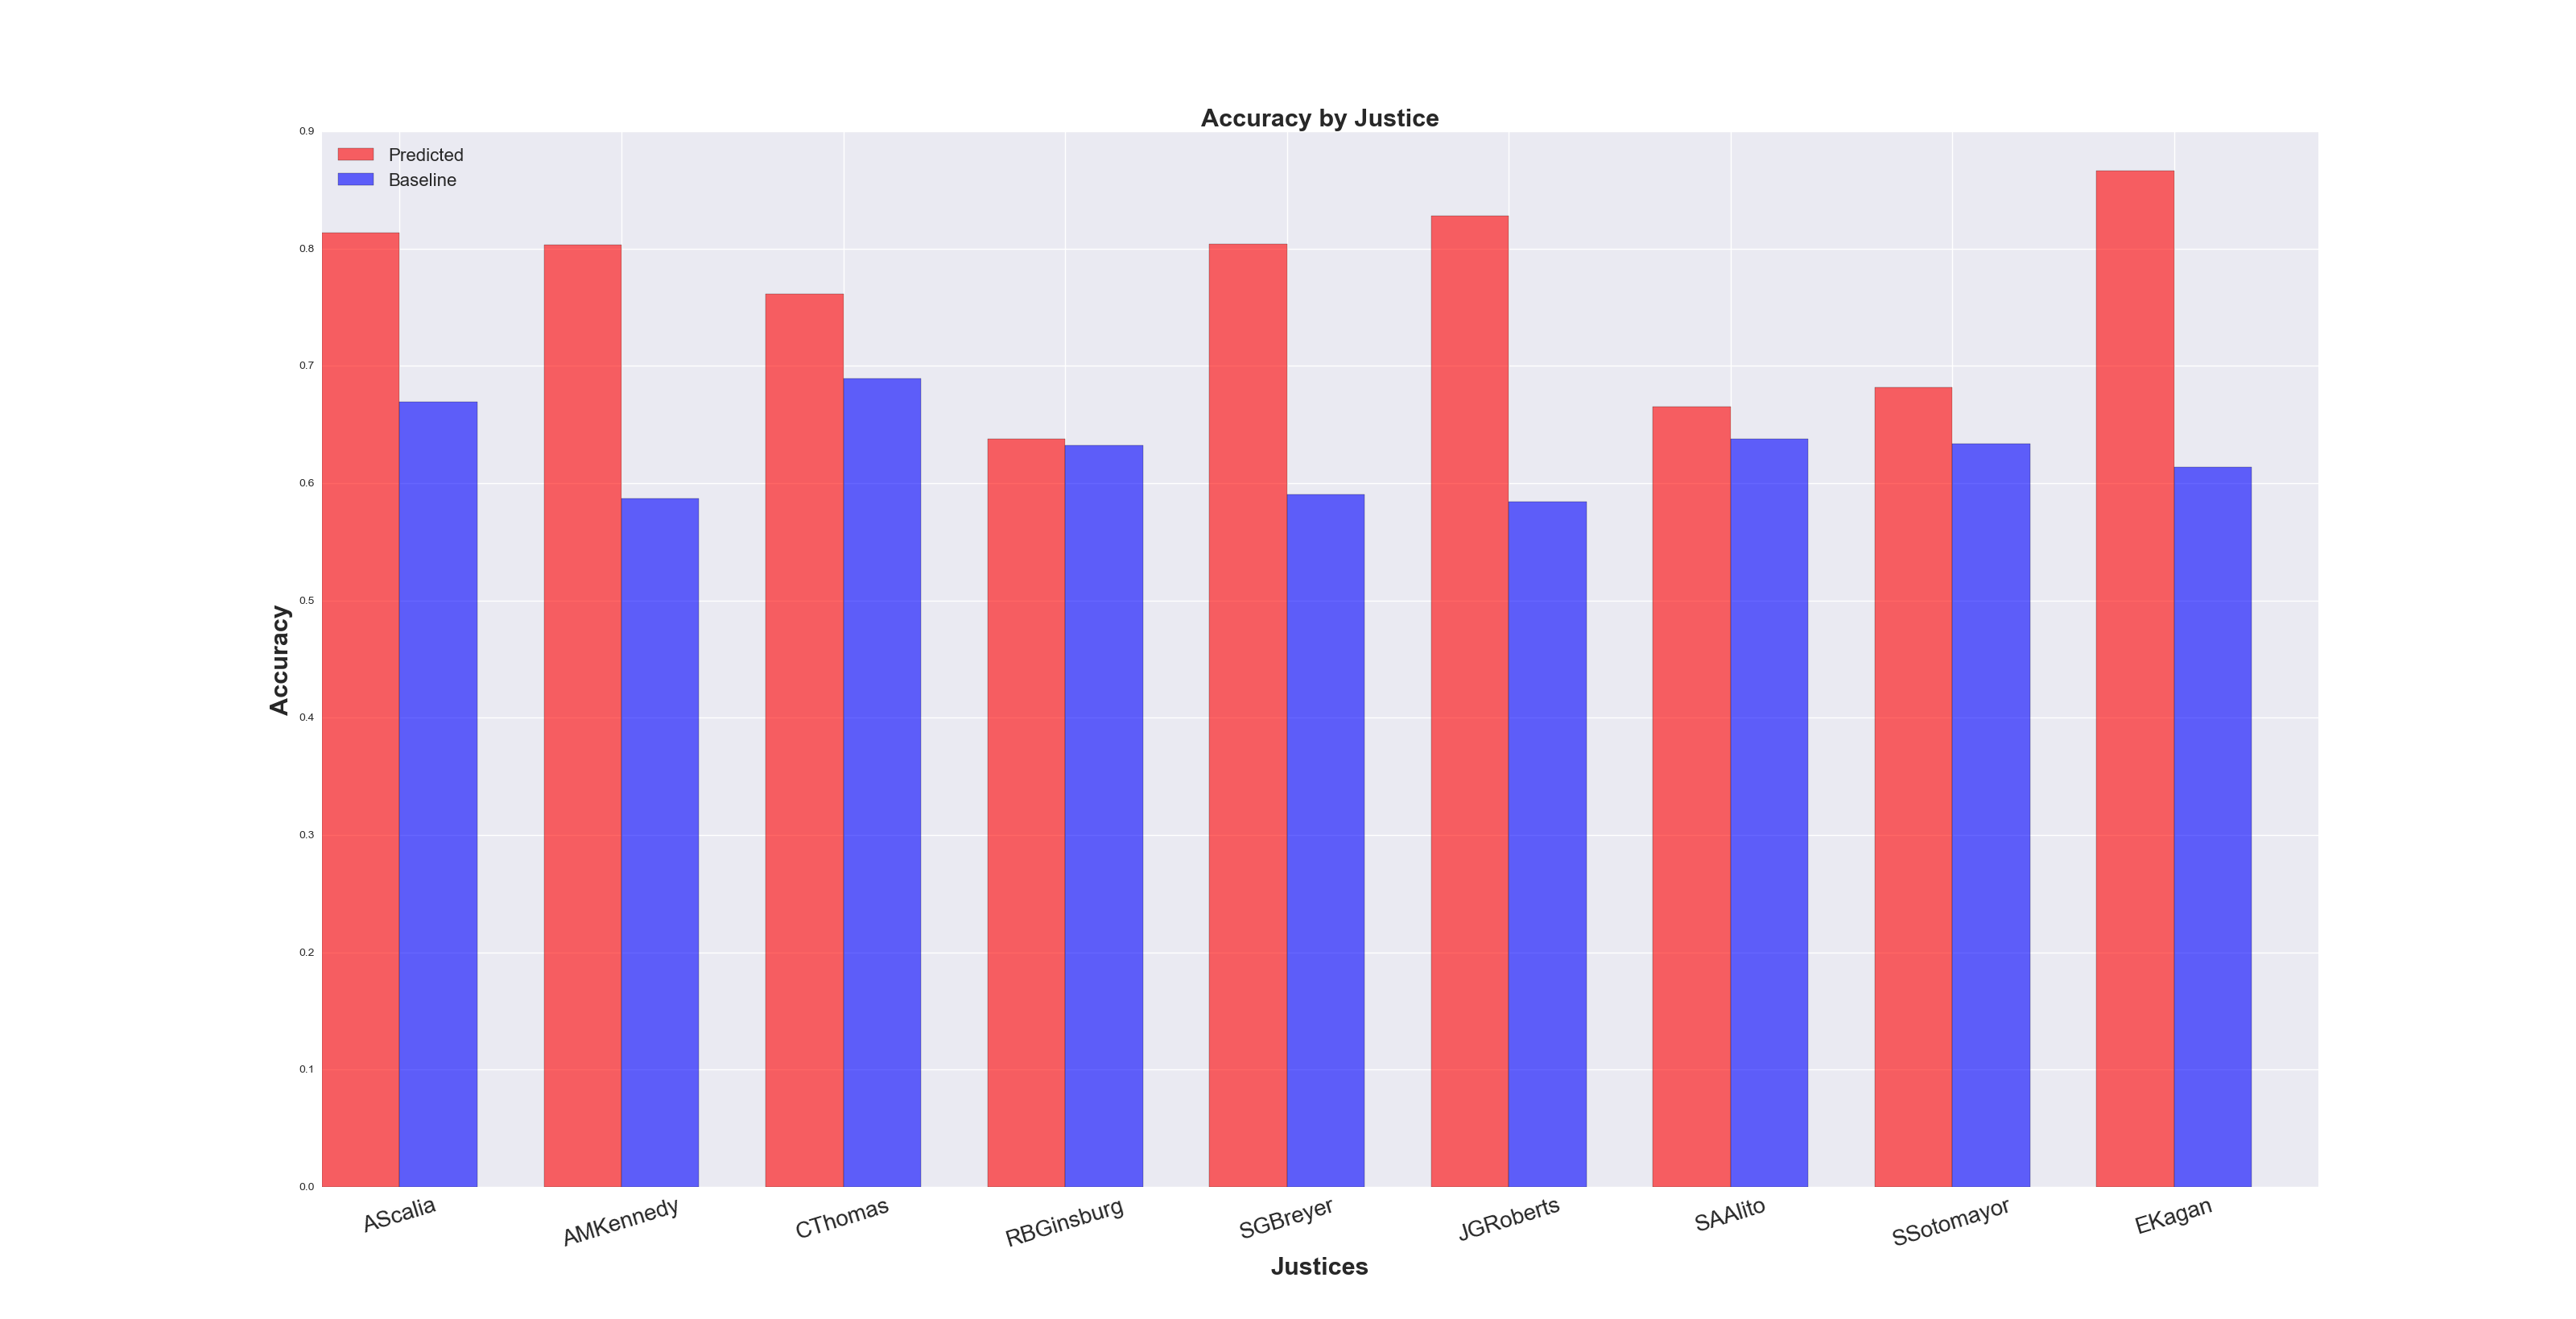 Accuracy by Justice
Predicted
Baseline
Accuracy
0.9
0.8
0.7
0.6
0.5
0.4
0.3
0.2
0.1
0.0
AScalia
AMKennedy
CThomas
RBGinsburg
SGBreyer
JGRoberts
SAAlito
SSotomayor
EKagan
Justices